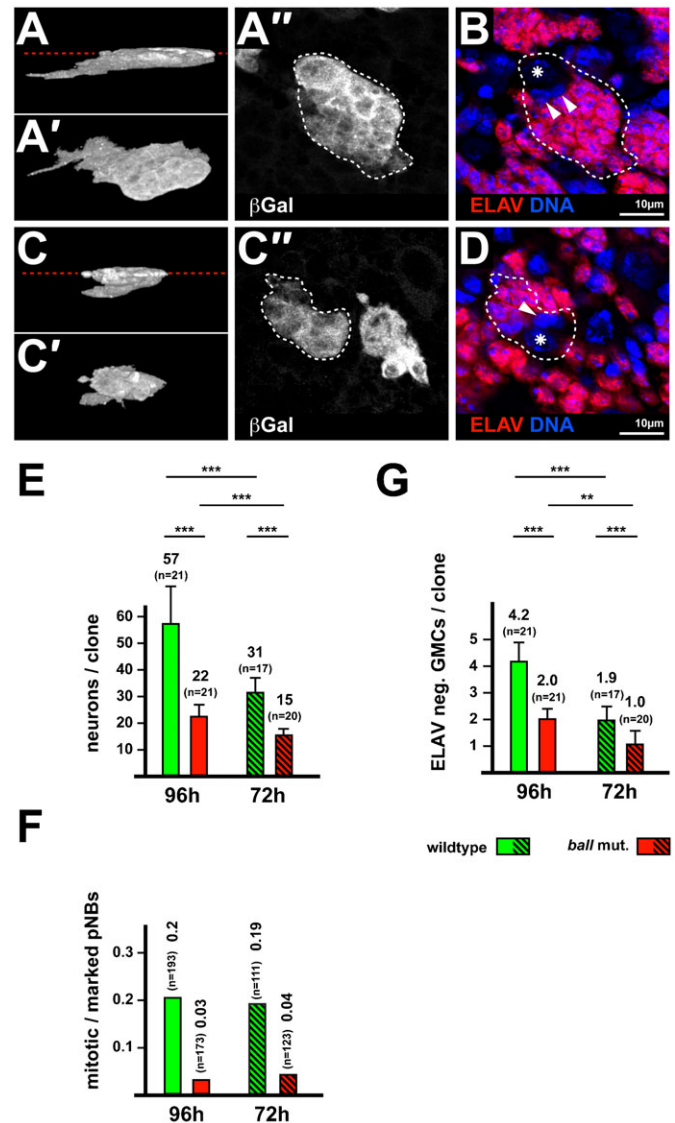 A
A′
A″
βGal
B
*
ELAV DNA
10µm
C
C′
C″
βGal
D
*
ELAV DNA
10µm
E
***
***
*** ***
57
(n=21)
22
(n=21)
31
(n=17)
15
(n=20)
neurons / clone
60
50
40
30
20
10
96h 72h
G
***
**
*** ***
4.2
(n=21)
2.0
(n=21)
1.9
(n=17)
1.0
(n=20)
ELAV neg. GMCs / clone
5
4
3
2
1
96h 72h
wildtype ball mut.
F
mitotic / marked pNBs
0.3
0.2
0.1
(n=193) 0.2
(n=173) 0.03
(n=111) 0.19
(n=123) 0.04
96h 72h